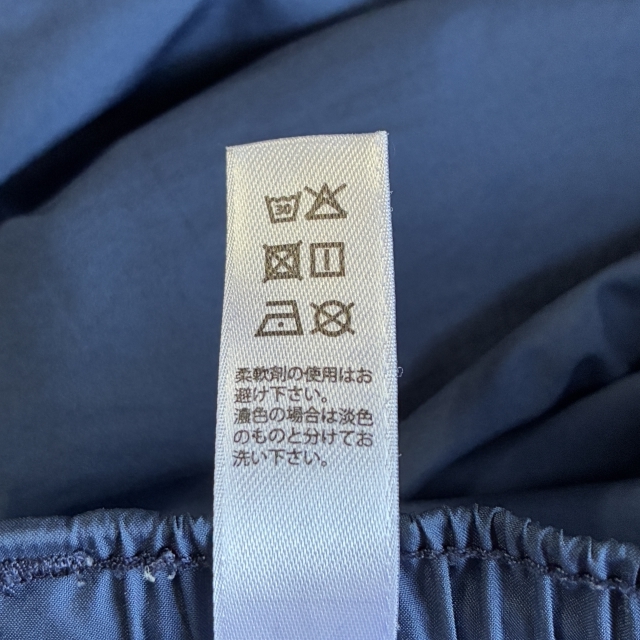 30
柔軟剤の使用はお
避け下さい。
濃色の場合は淡色
のものと分けてお
洗い下さい。